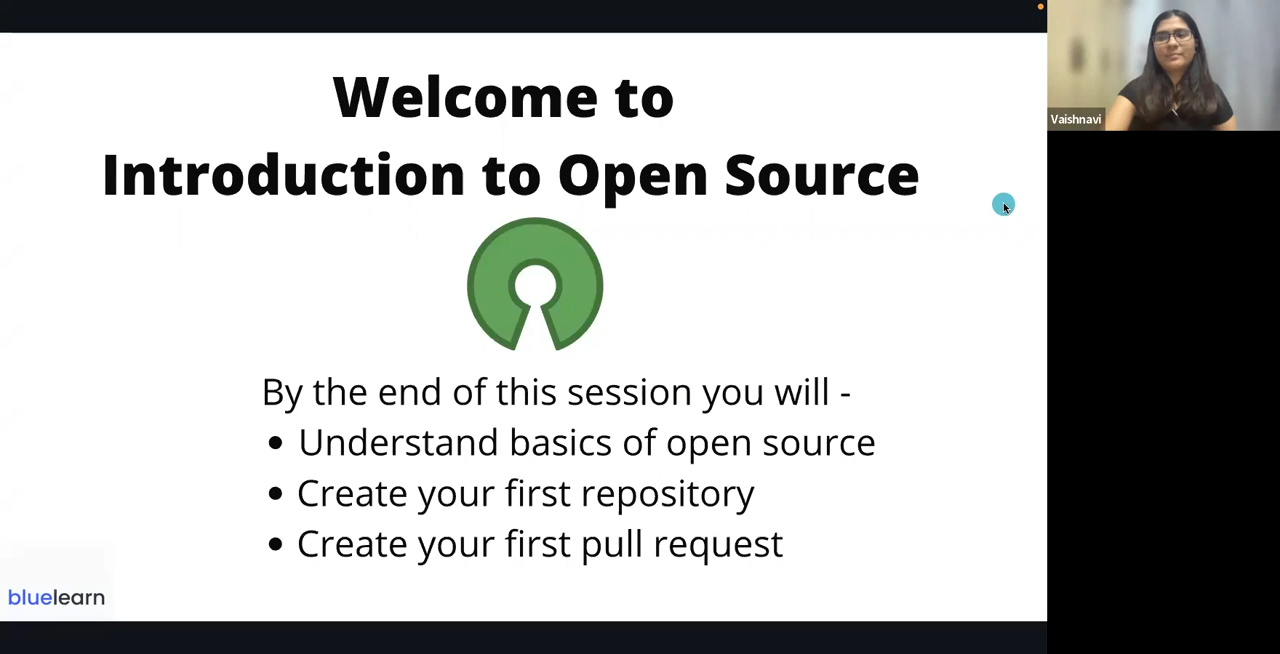 Welcome to
Introduction to Open Source
By the end of this session you will -
• Understand basics of open source
• Create your first repository
• Create your first pull request
bluelearn
Vaishnavi